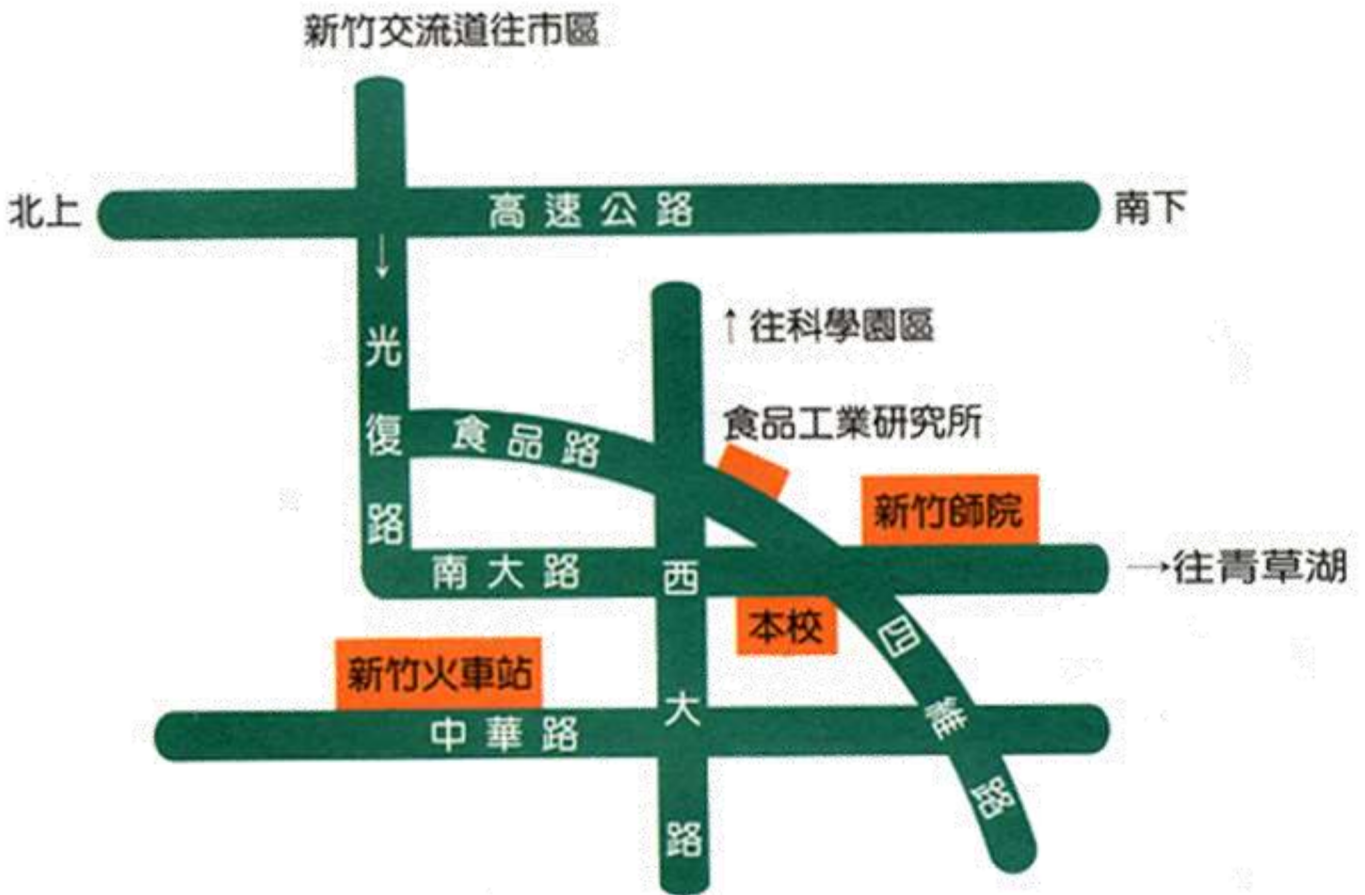 新竹交流道往市區
北上
高速公路
南下
↓
光復路
↑往科學園區
食品工業研究所
食品路
新竹師院
南大路
西大路
→往青草湖
本校
四維路
新竹火車站
中華路